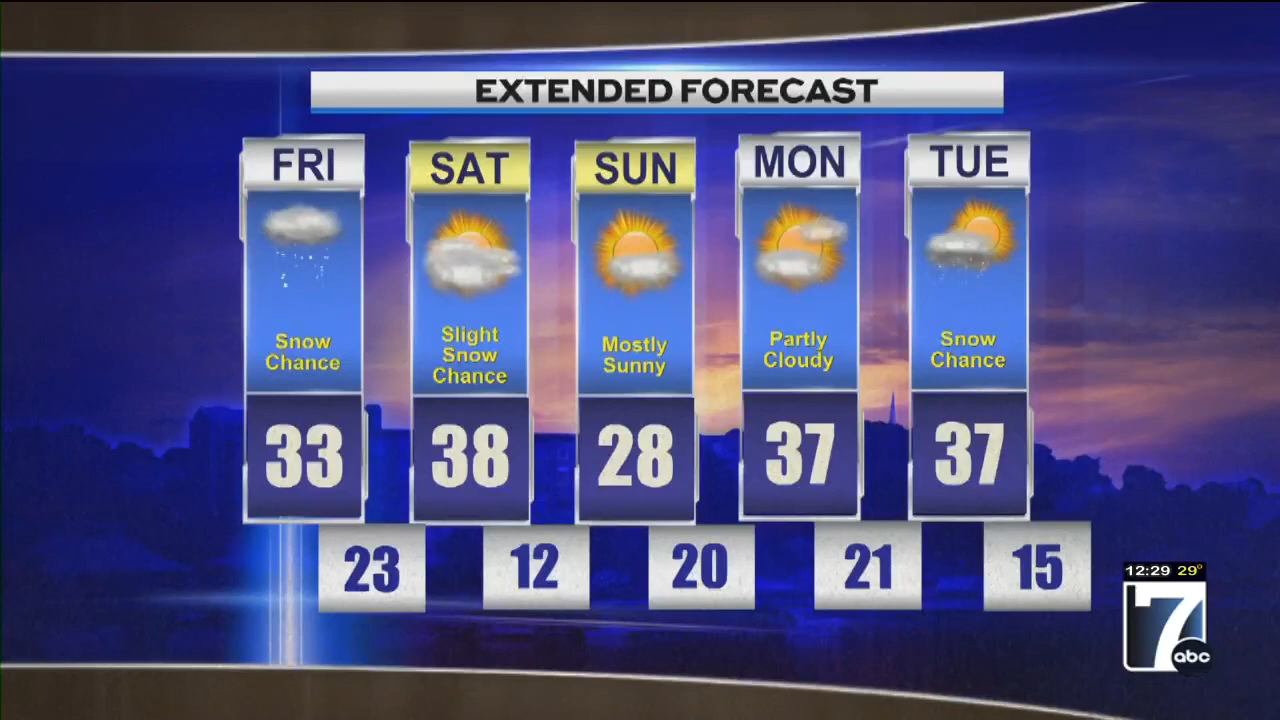 EXTENDED FORECAST
FRI SAT SUN MON TUE
Snow
Chance
Slight
Snow
Chance
Mostly
Sunny
Partly
Cloudy
Snow
Chance
33 38 28 37 37
23 12 20 21 15
12:29 29°
7
abc